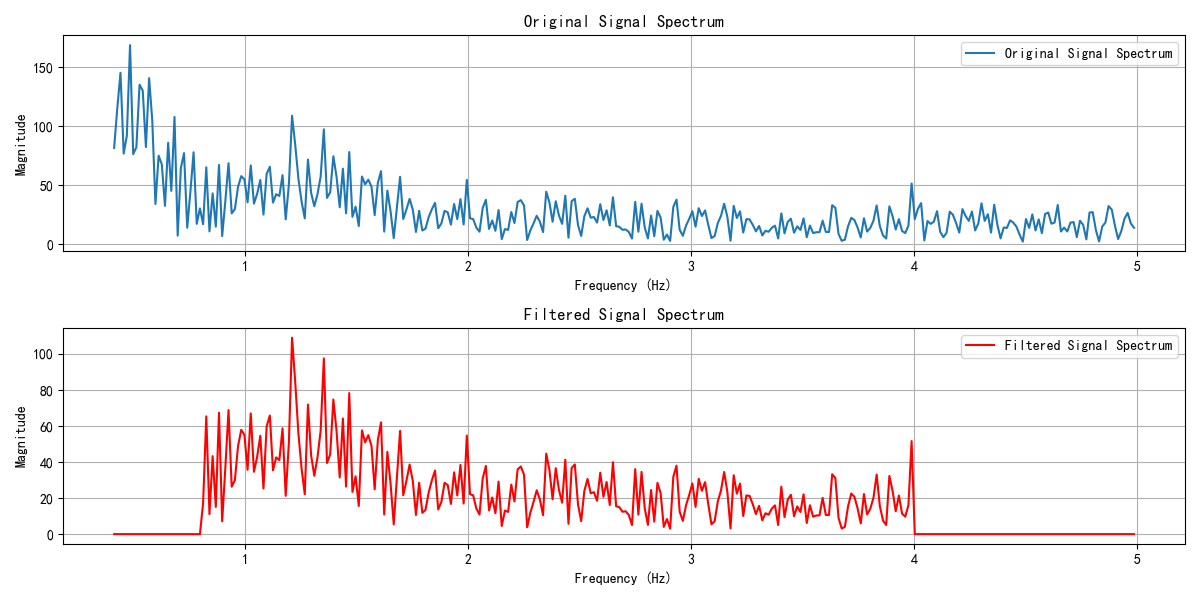 Original Signal Spectrum
Original Signal Spectrum
Magnitude
150
100
50
0
1 2 3 4 5
Frequency (Hz)
Filtered Signal Spectrum
Filtered Signal Spectrum
Magnitude
100
80
60
40
20
0
1 2 3 4 5
Frequency (Hz)